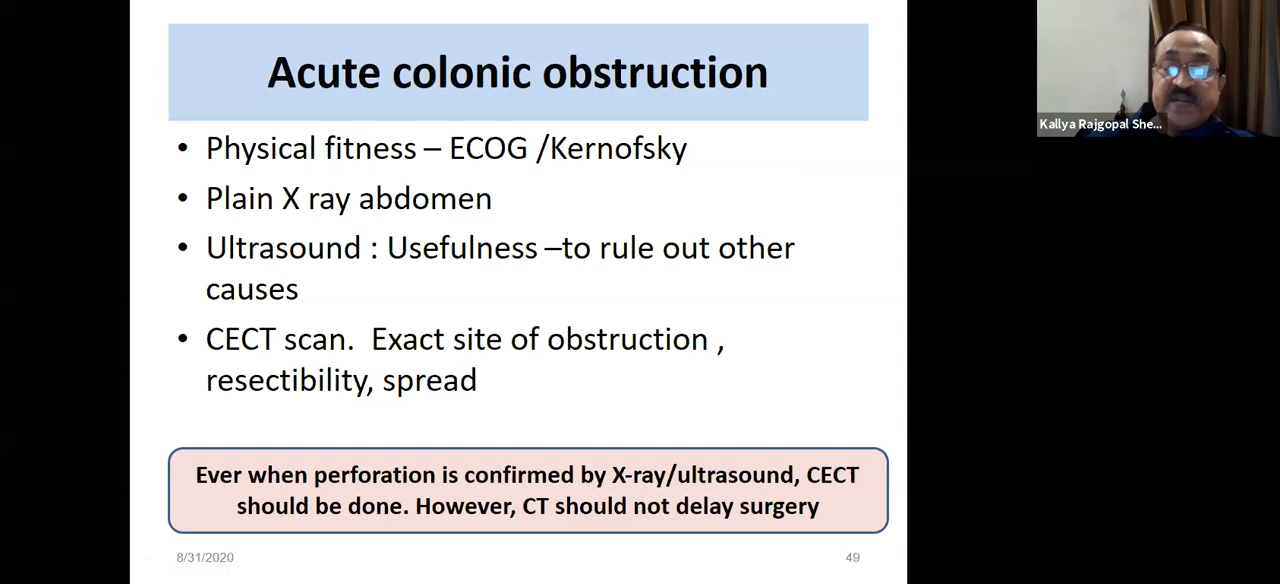 Acute colonic obstruction
• Physical fitness – ECOG /Kernofsky
• Plain X ray abdomen
• Ultrasound : Usefulness –to rule out other
causes
• CECT scan.  Exact site of obstruction ,
resectibility, spread
Ever when perforation is confirmed by X-ray/ultrasound, CECT
should be done. However, CT should not delay surgery
8/31/2020
49
Kallya Rajgopal She...